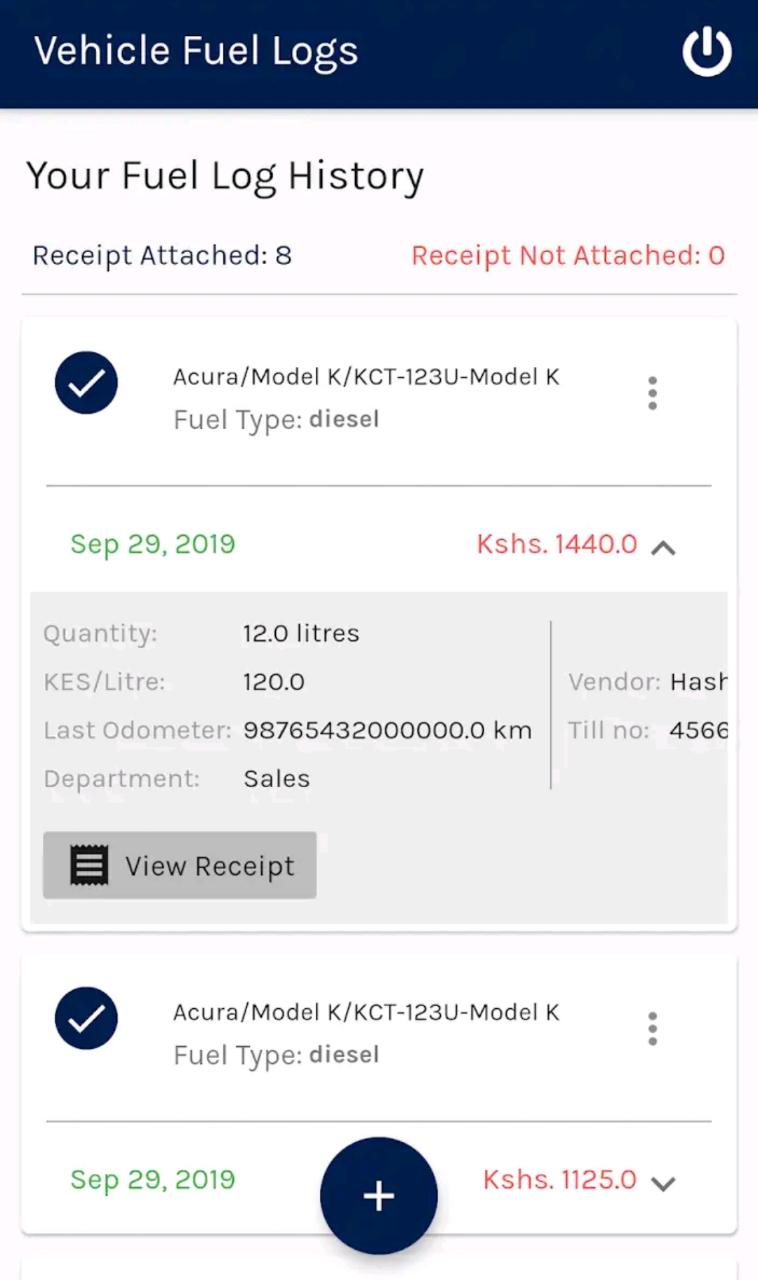 Vehicle Fuel Logs
Your Fuel Log History
Receipt Attached: 8 Receipt Not Attached: 0
Acura/Model K/KCT-123U-Model K
Fuel Type: diesel
Sep 29, 2019 Kshs. 1440.0
Quantity: 12.0 litres
KES/Litre: 120.0 Vendor: Hash
Last Odometer: 98765432000000.0 km Till no: 4566
Department: Sales
View Receipt
Acura/Model K/KCT-123U-Model K
Fuel Type: diesel
Sep 29, 2019 Kshs. 1125.0